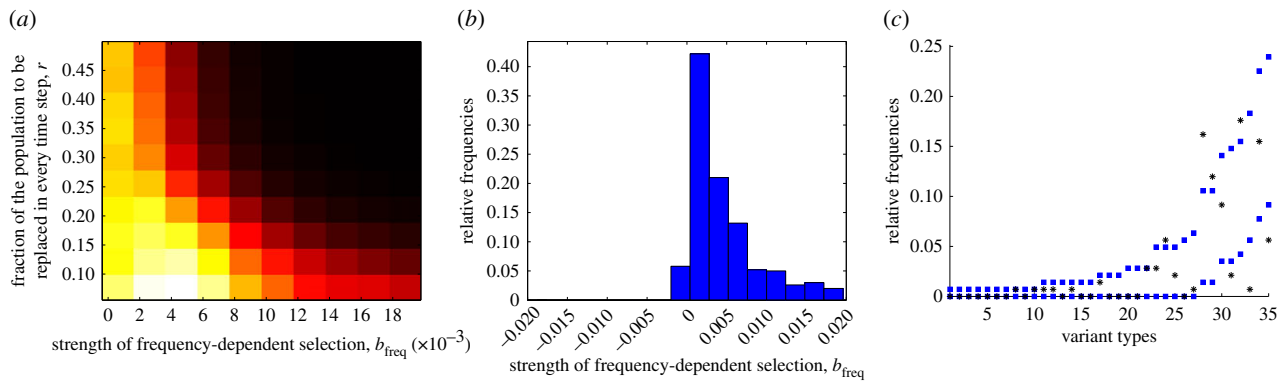 (a)
fraction of the population to be
replaced in every time step, r
0.45
0.40
0.35
0.30
0.25
0.20
0.15
0.10
0 2 4 6 8 10 12 14 16 18
strength of frequency-dependent selection, b_freq (×10⁻³)
(b)
relative frequencies
0.40
0.35
0.30
0.25
0.20
0.15
0.10
0.05
0
−0.020 −0.015 −0.010 −0.005 0 0.005 0.010 0.015 0.020
strength of frequency-dependent selection, b_freq
(c)
relative frequencies
0.25
0.20
0.15
0.10
0.05
0
5 10 15 20 25 30 35
variant types